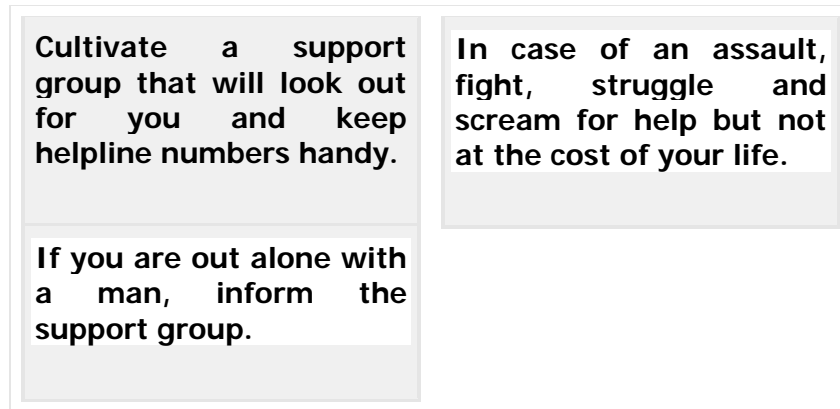 Cultivate a support
group that will look out
for you and keep
helpline numbers handy.
If you are out alone with
a man, inform the
support group.
In case of an assault,
fight, struggle and
scream for help but not
at the cost of your life.